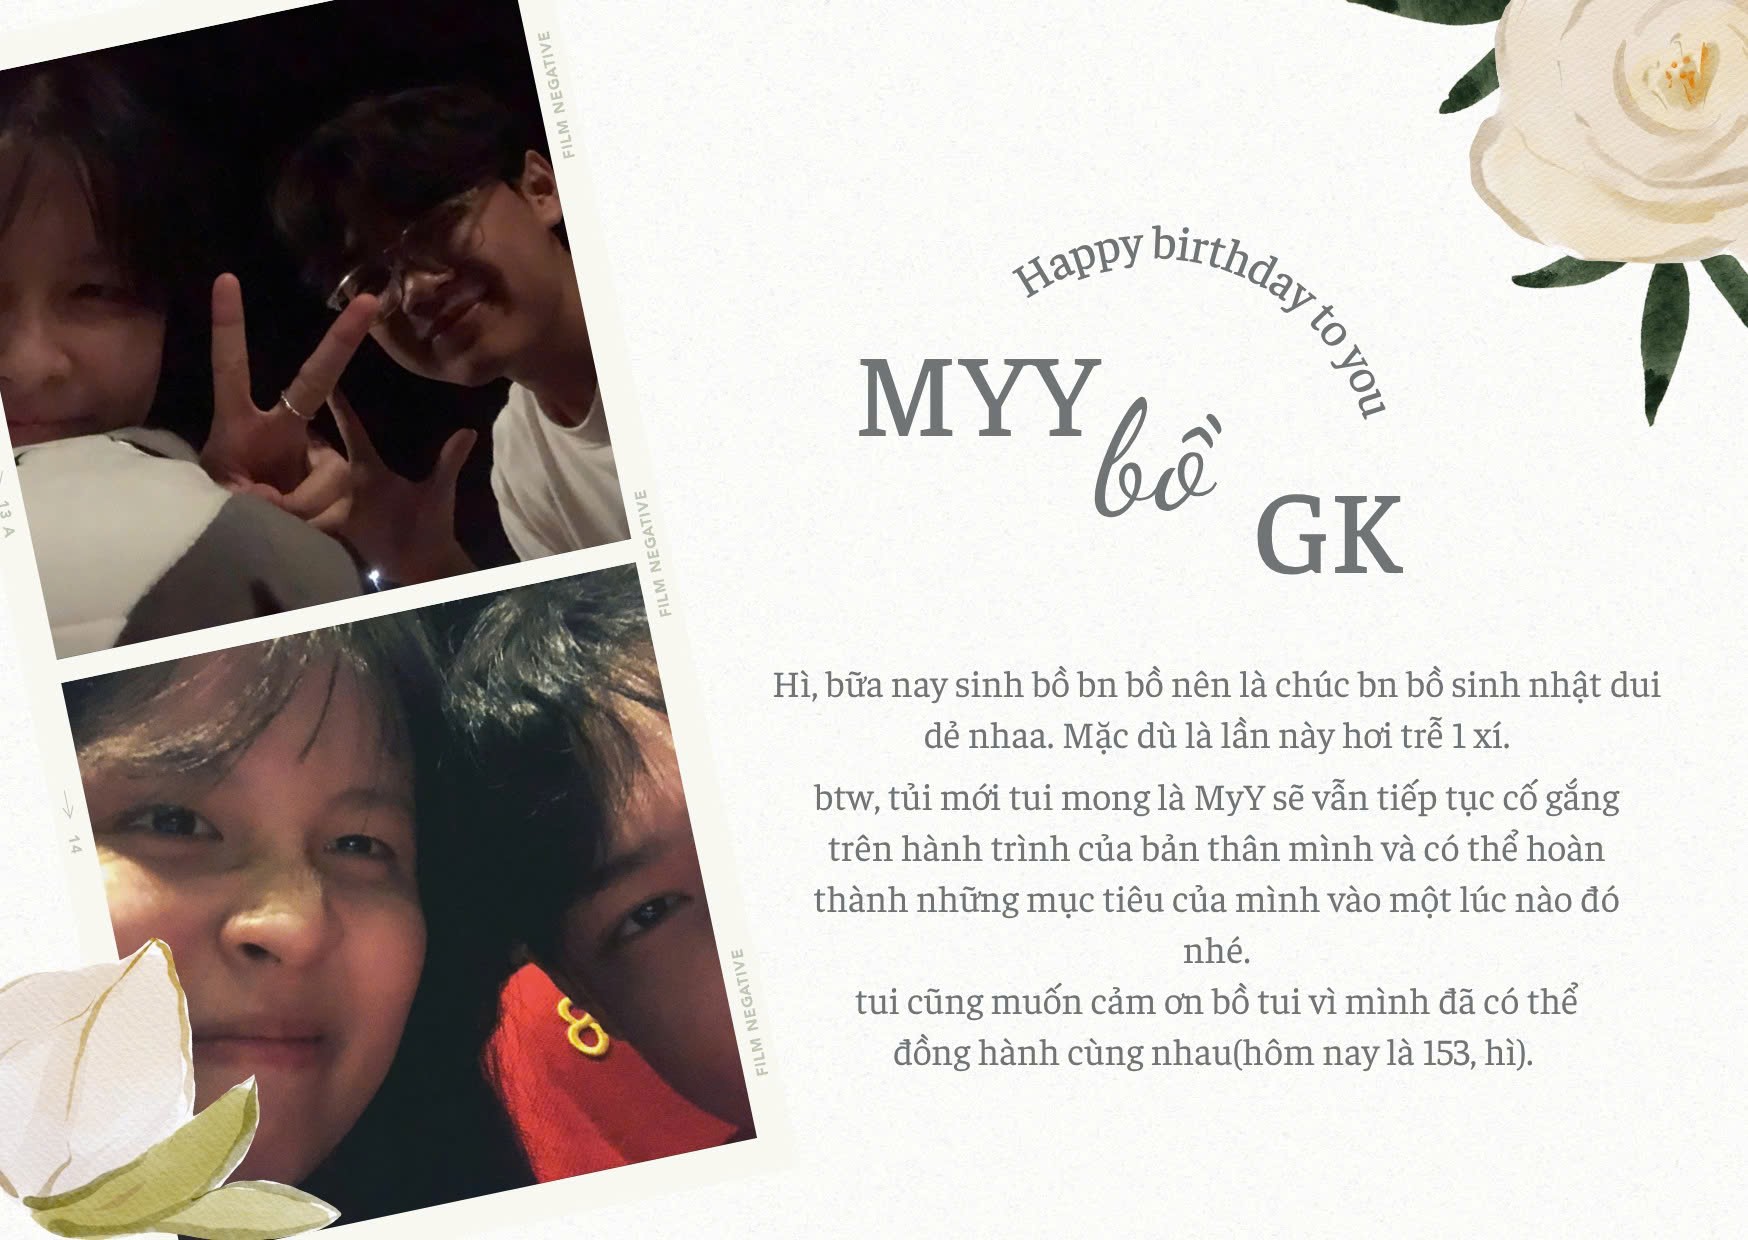 FILM NEGATIVE
13 A
FILM NEGATIVE
14
FILM NEGATIVE
Happy birthday to you
MYY
bồ
GK
Hì, bữa nay sinh bồ bn bồ nên là chúc bn bồ sinh nhật dui
dẻ nhaa. Mặc dù là lần này hơi trễ 1 xí.
btw, tủi mới tui mong là MyY sẽ vẫn tiếp tục cố gắng
trên hành trình của bản thân mình và có thể hoàn
thành những mục tiêu của mình vào một lúc nào đó
nhé.
tui cũng muốn cảm ơn bồ tui vì mình đã có thể
đồng hành cùng nhau(hôm nay là 153, hì).
8